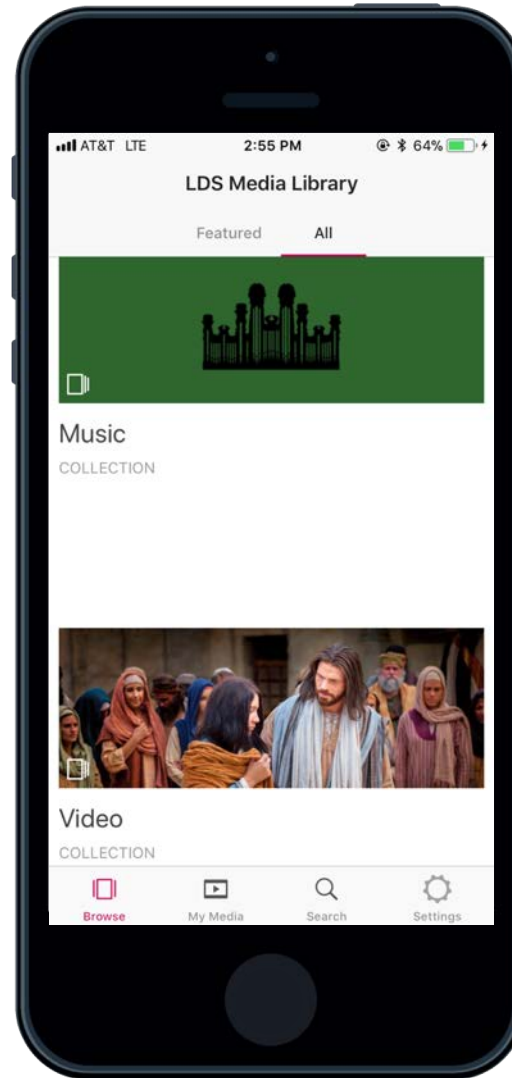 AT&T LTE 2:55 PM 64%
LDS Media Library
Featured All
Music
COLLECTION
Video
COLLECTION
Browse My Media Search Settings